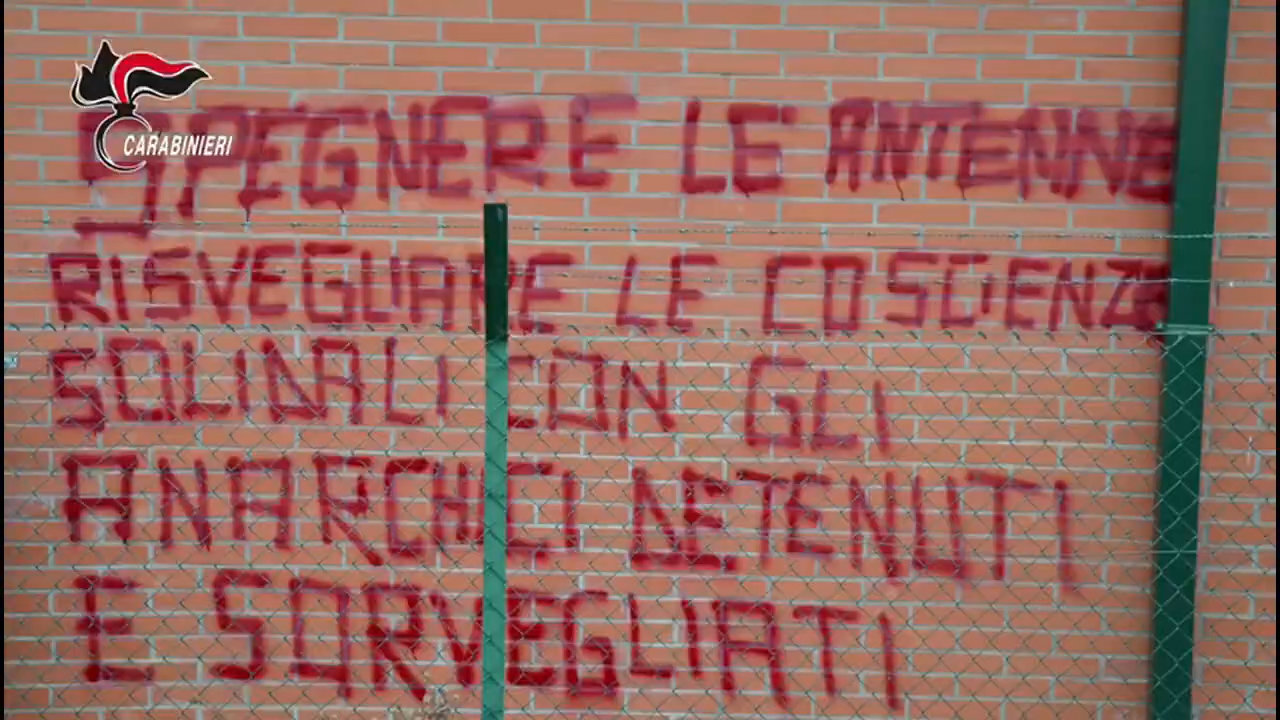 CARABINIERI
SPEGNERE LE ANTENNE
RISVEGLIARE LE COSCIENZE
SOLIDALI CON GLI
ANARCHICI DETENUTI
E SORVEGLIATI